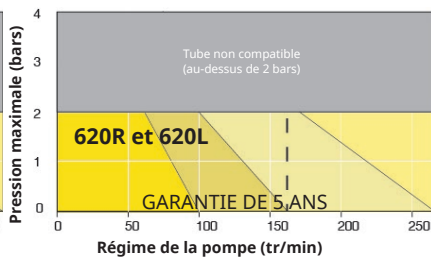 Pression maximale (bars)
4
3
2
1
0
Tube non compatible
(au-dessus de 2 bars)
620R et 620L
GARANTIE DE 5 ANS
0 50 100 150 200 250
Régime de la pompe (tr/min)